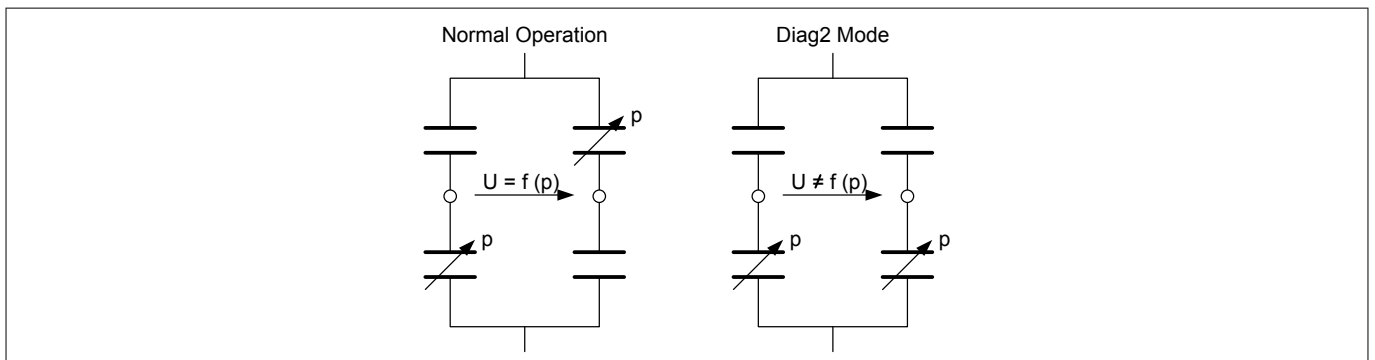 Normal Operation
Diag2 Mode
p
U = f (p)
U ≠ f (p)
p
p
p